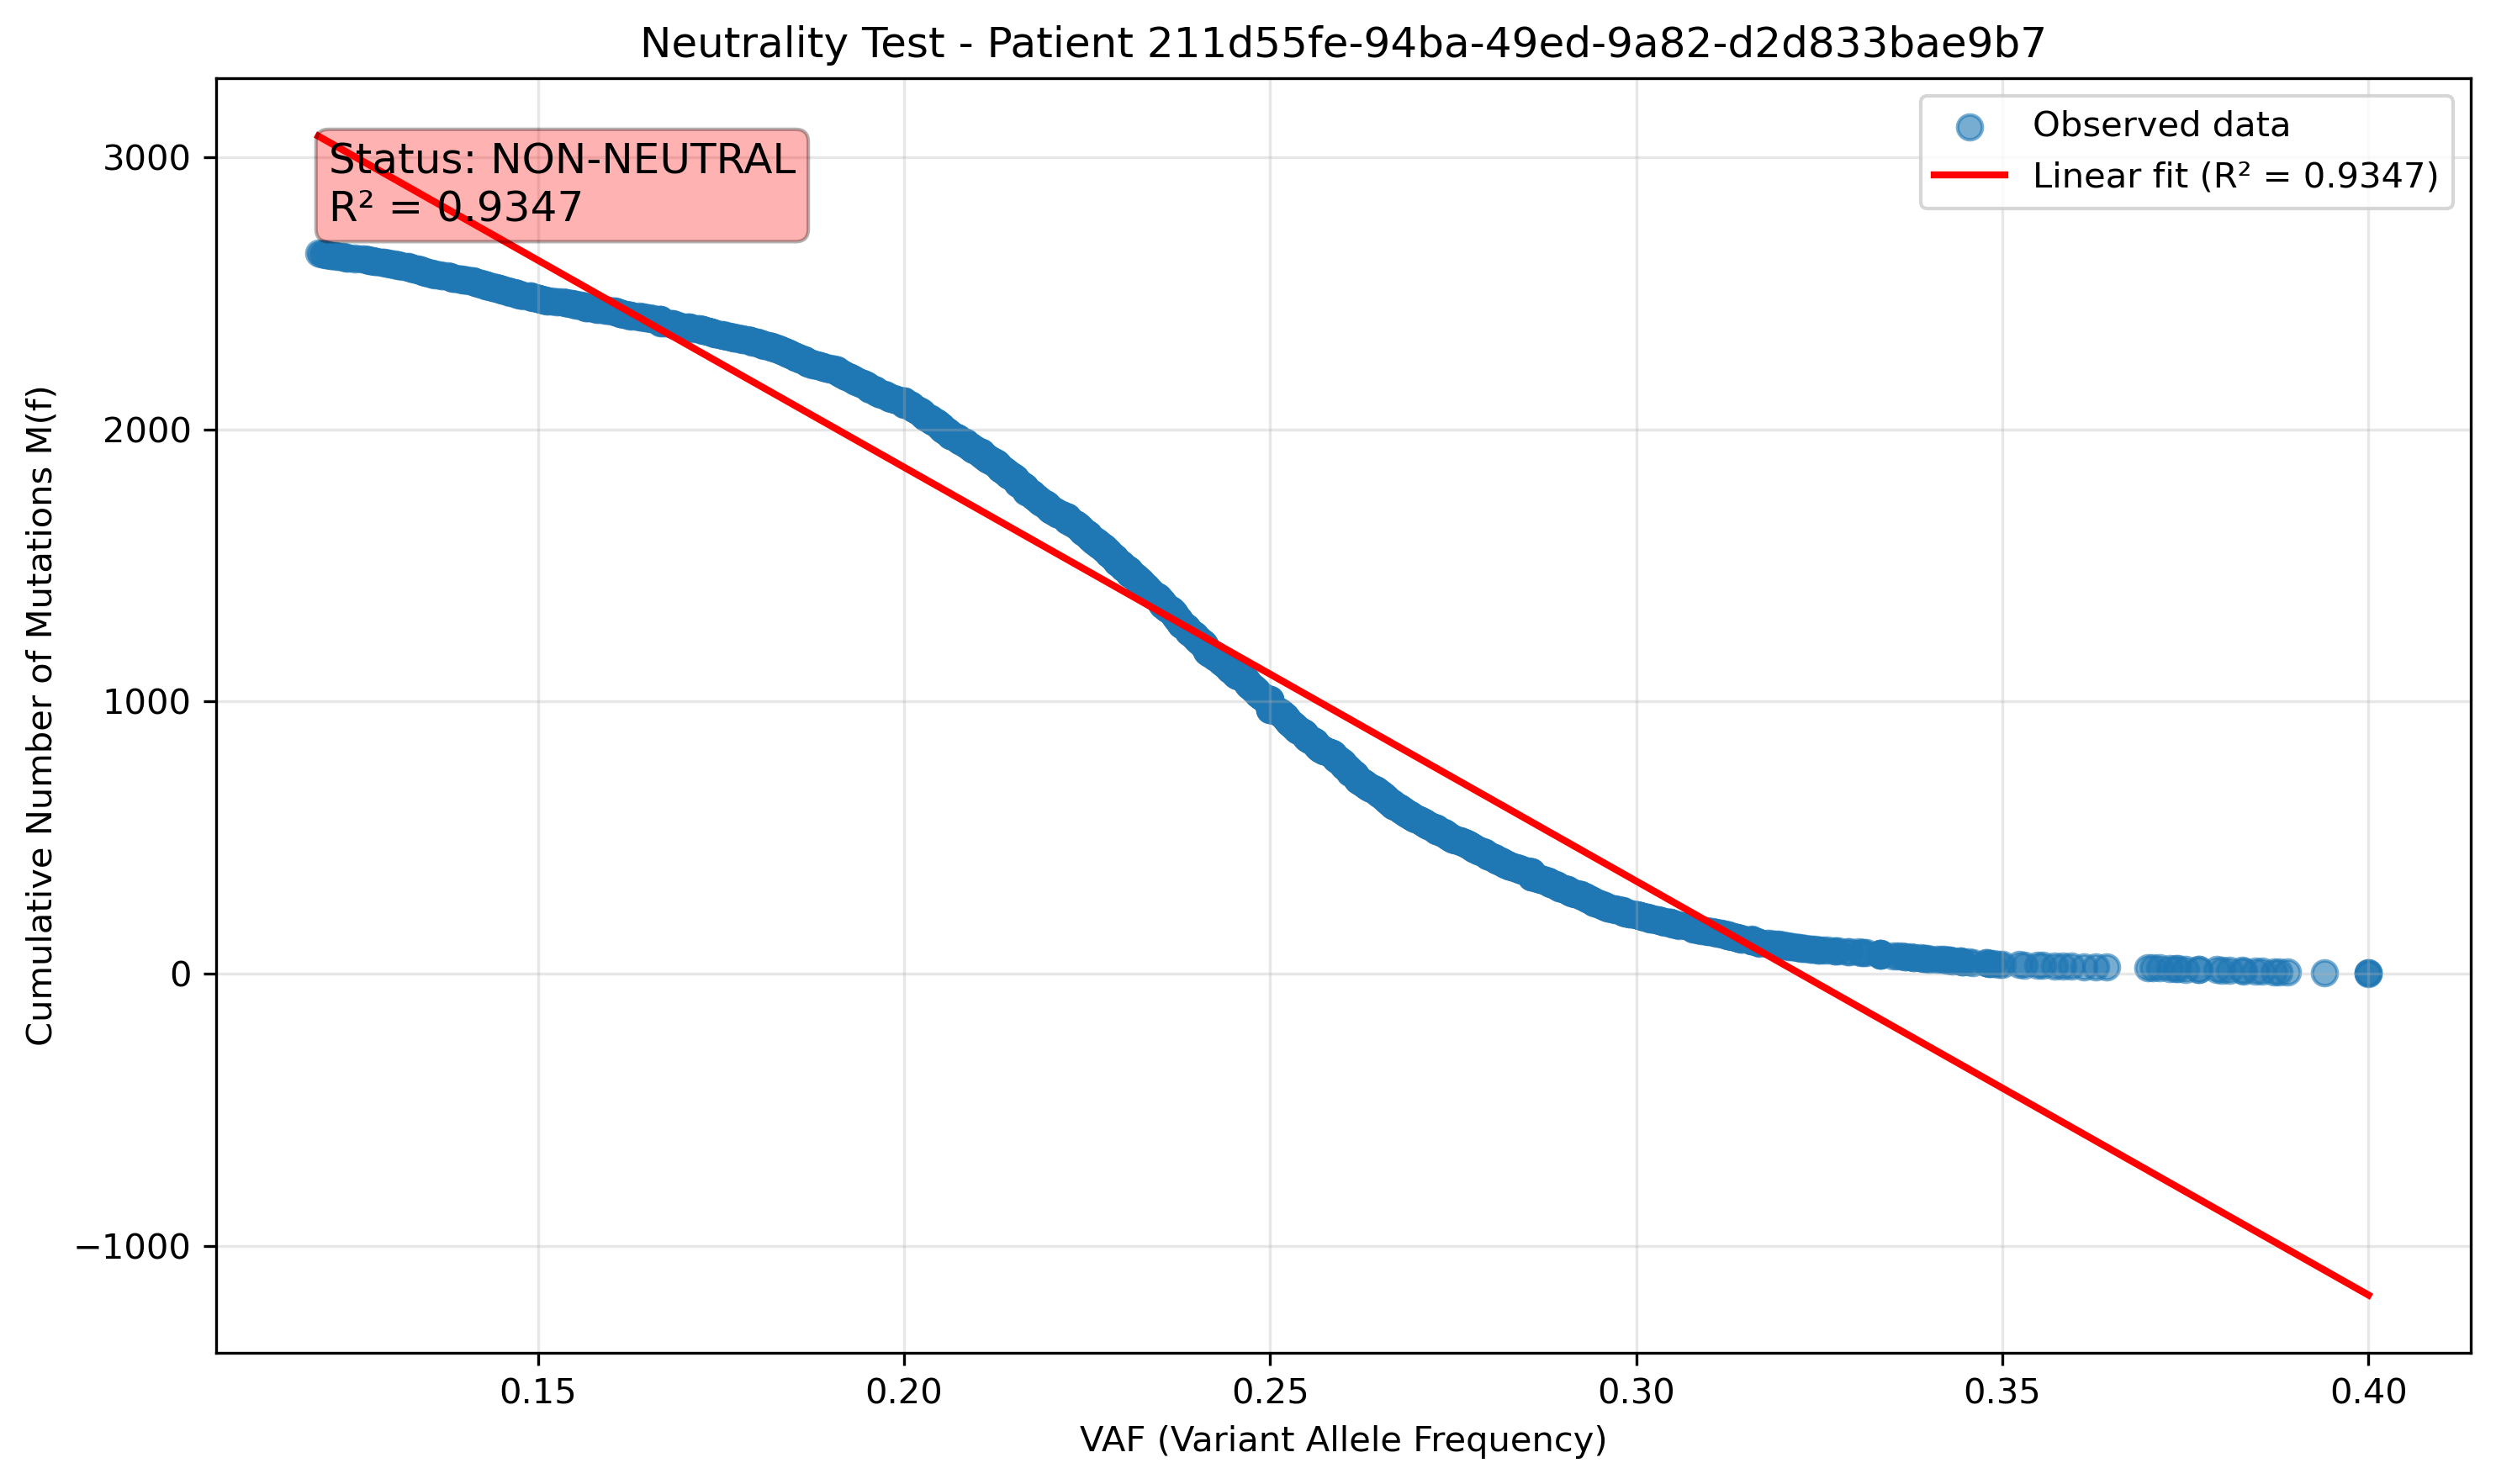 Neutrality Test - Patient 211d55fe-94ba-49ed-9a82-d2d833bae9b7
Status: NON-NEUTRAL
R² = 0.9347
Observed data
Linear fit (R² = 0.9347)
Cumulative Number of Mutations M(f)
3000
2000
1000
0
−1000
0.15
0.20
0.25
0.30
0.35
0.40
VAF (Variant Allele Frequency)